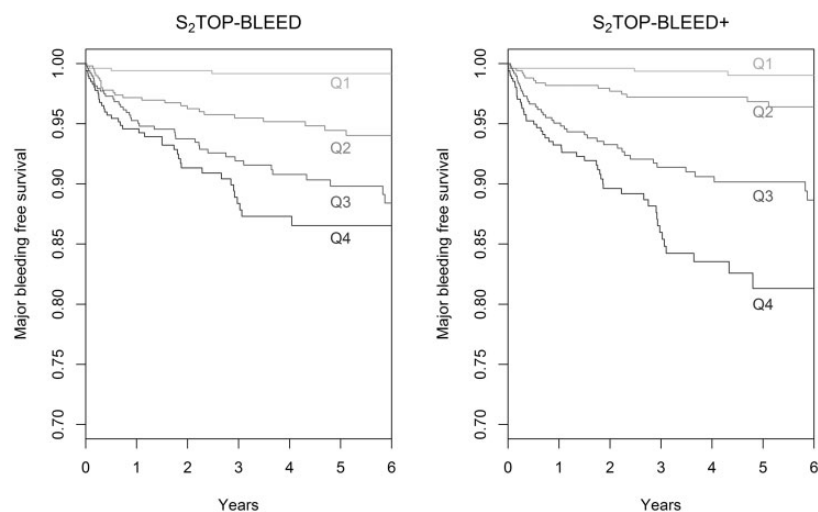 S₂TOP-BLEED
Major bleeding free survival
1.00
0.95
0.90
0.85
0.80
0.75
0.70
Q1
Q2
Q3
Q4
0 1 2 3 4 5 6
Years
S₂TOP-BLEED+
Major bleeding free survival
1.00
0.95
0.90
0.85
0.80
0.75
0.70
Q1
Q2
Q3
Q4
0 1 2 3 4 5 6
Years